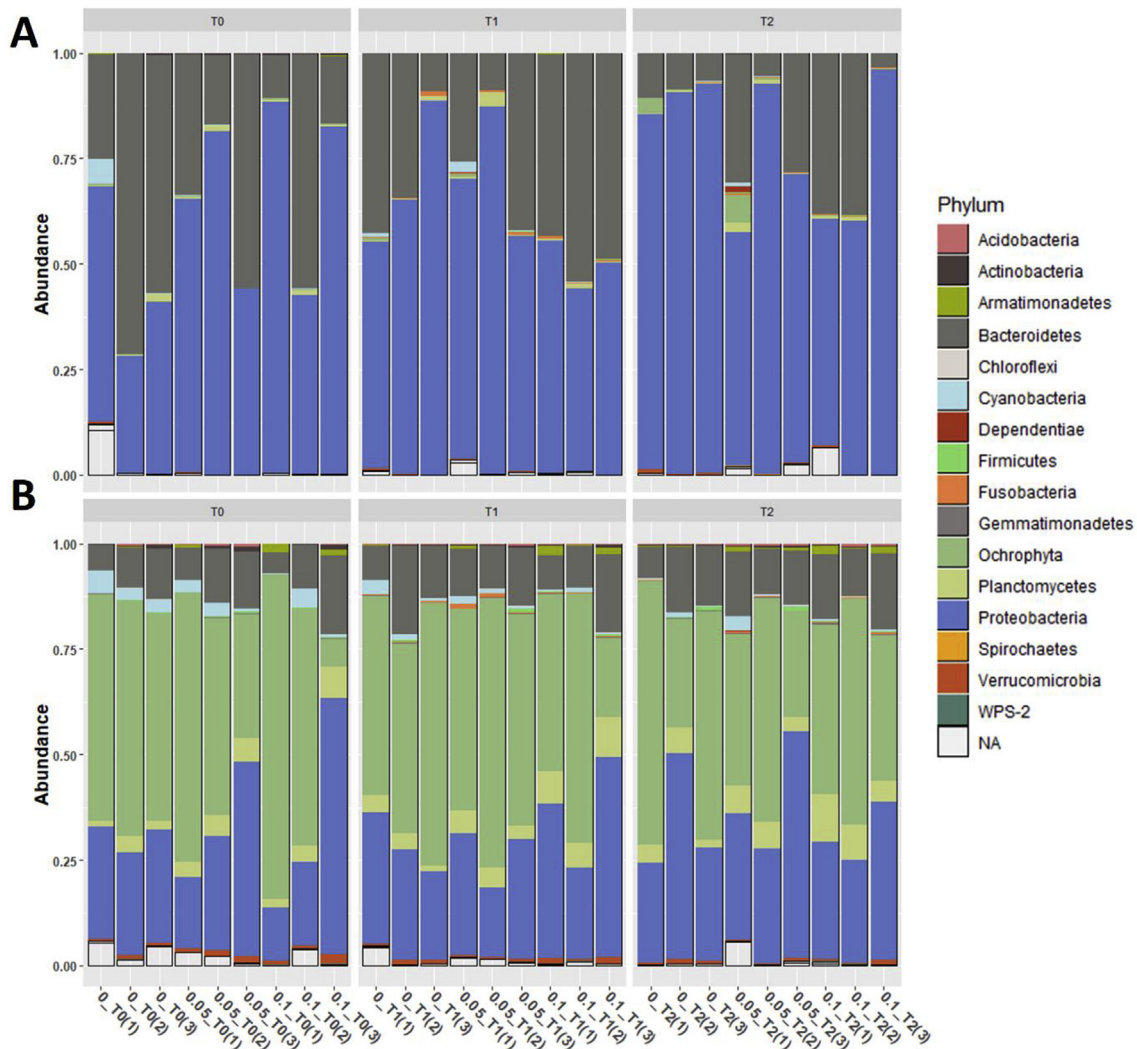 A
T0 T1 T2
Abundance
1.00
0.75
0.50
0.25
0.00
B
T0 T1 T2
Abundance
1.00
0.75
0.50
0.25
0.00
0_T0(1)
0_T0(2)
0_T0(3)
0.05_T0(1)
0.05_T0(2)
0.05_T0(3)
0.1_T0(1)
0.1_T0(2)
0.1_T0(3)
0_T1(1)
0_T1(2)
0_T1(3)
0.05_T1(1)
0.05_T1(2)
0.05_T1(3)
0.1_T1(1)
0.1_T1(2)
0.1_T1(3)
0_T2(1)
0_T2(2)
0_T2(3)
0.05_T2(1)
0.05_T2(2)
0.05_T2(3)
0.1_T2(1)
0.1_T2(2)
0.1_T2(3)
Phylum
Acidobacteria
Actinobacteria
Armatimonadetes
Bacteroidetes
Chloroflexi
Cyanobacteria
Dependentiae
Firmicutes
Fusobacteria
Gemmatimonadetes
Ochrophyta
Planctomycetes
Proteobacteria
Spirochaetes
Verrucomicrobia
WPS-2
NA